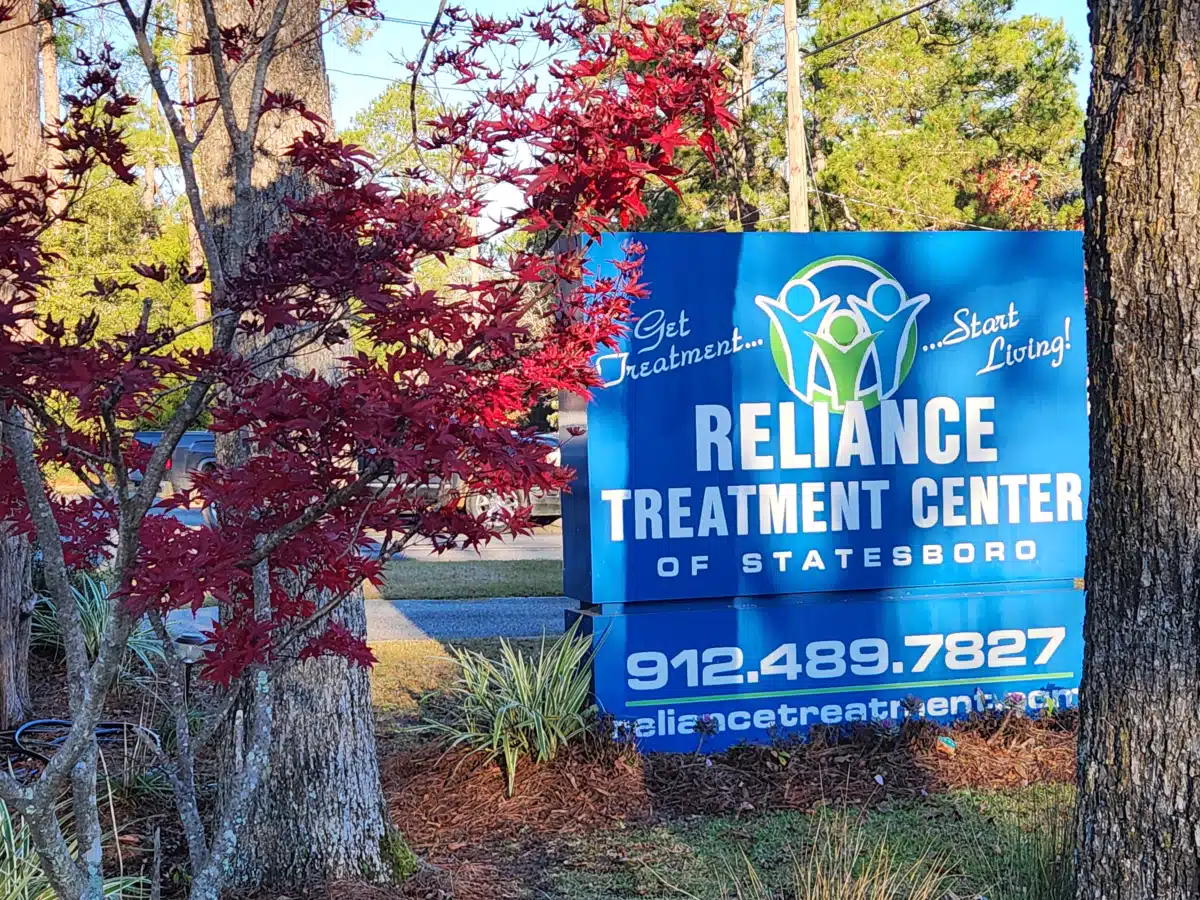 Get
Treatment...
...Start
Living!
RELIANCE
TREATMENT CENTER
OF STATESBORO
912.489.7827
reliancetreatment.com